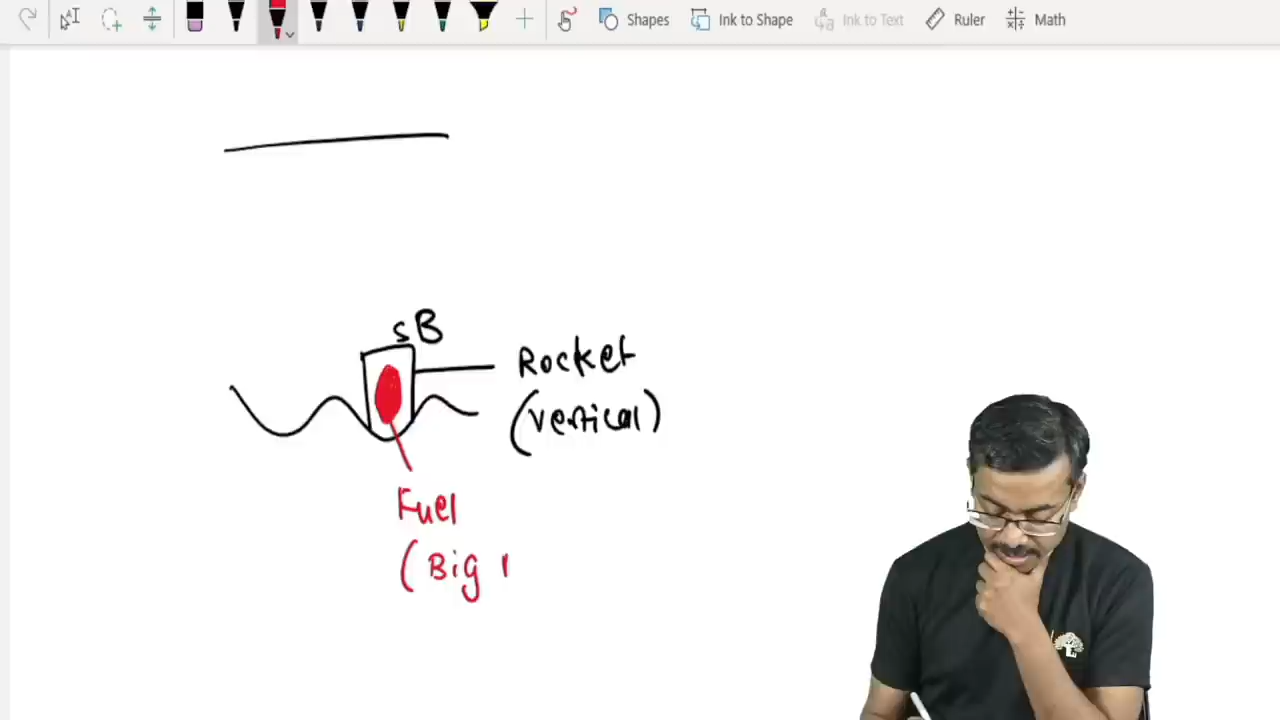 Shapes Ink to Shape Ink to Text Ruler Math
SB
Rocket
(vertical)
Fuel
(Big